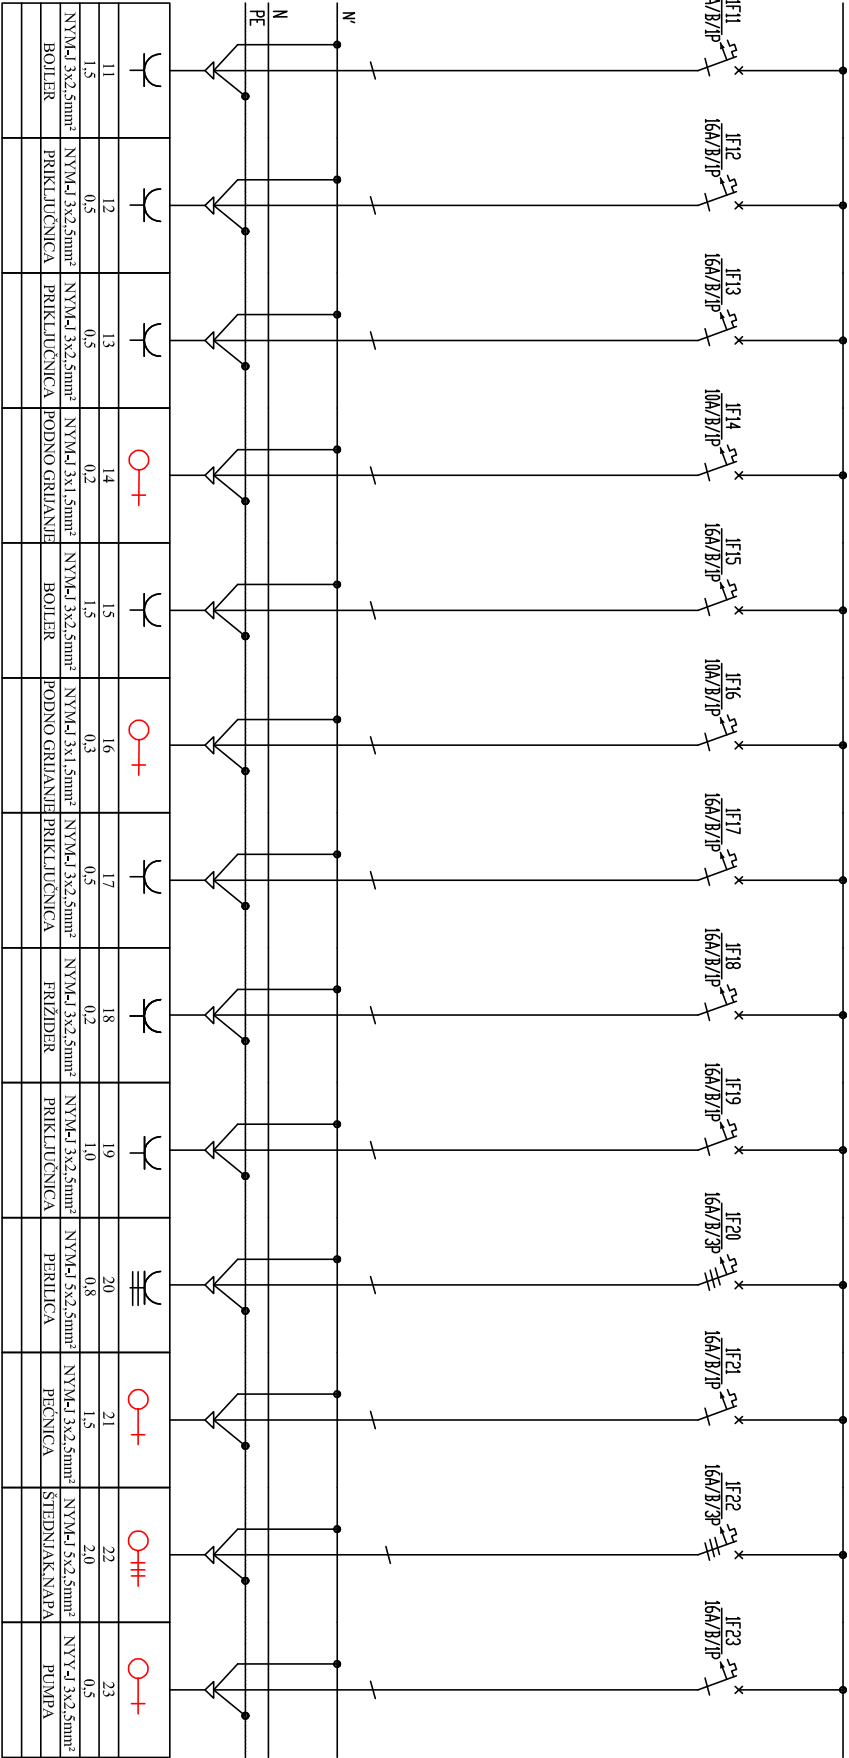 1F11
A/B/1P
1F12
16A/B/1P
1F13
16A/B/1P
1F14
10A/B/1P
1F15
16A/B/1P
1F16
10A/B/1P
1F17
16A/B/1P
1F18
16A/B/1P
1F19
16A/B/1P
1F20
16A/B/3P
1F21
16A/B/1P
1F22
16A/B/3P
1F23
16A/B/1P
N'
N
PE
11
1,5
NYM-J 3x2,5mm²
BOJLER
12
0,5
NYM-J 3x2,5mm²
PRIKLJUČNICA
13
0,5
NYM-J 3x2,5mm²
PRIKLJUČNICA
14
0,2
NYM-J 3x1,5mm²
PODNO GRIJANJE
15
1,5
NYM-J 3x2,5mm²
BOJLER
16
0,3
NYM-J 3x1,5mm²
PODNO GRIJANJE
17
0,5
NYM-J 3x2,5mm²
PRIKLJUČNICA
18
0,2
NYM-J 3x2,5mm²
FRIŽIDER
19
1,0
NYM-J 3x2,5mm²
PRIKLJUČNICA
20
0,8
NYM-J 5x2,5mm²
PERILICA
21
1,5
NYM-J 3x2,5mm²
PEĆNICA
22
2,0
NYM-J 5x2,5mm²
ŠTEDNJAK,NAPA
23
0,5
NYY-J 3x2,5mm²
PUMPA